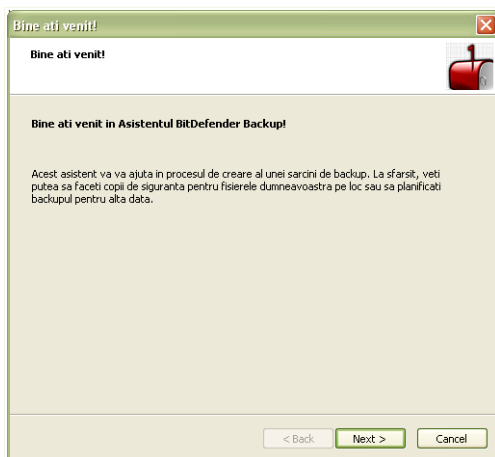 Bine ati venit!
Bine ati venit!
Bine ati venit in Asistentul BitDefender Backup!
Acest asistent va va ajuta in procesul de creare al unei sarcini de backup. La sfarsit, veti
putea sa faceti copii de siguranta pentru fisierele dumneavoastra pe loc sau sa planificati
backupul pentru alta data.
< Back Next > Cancel